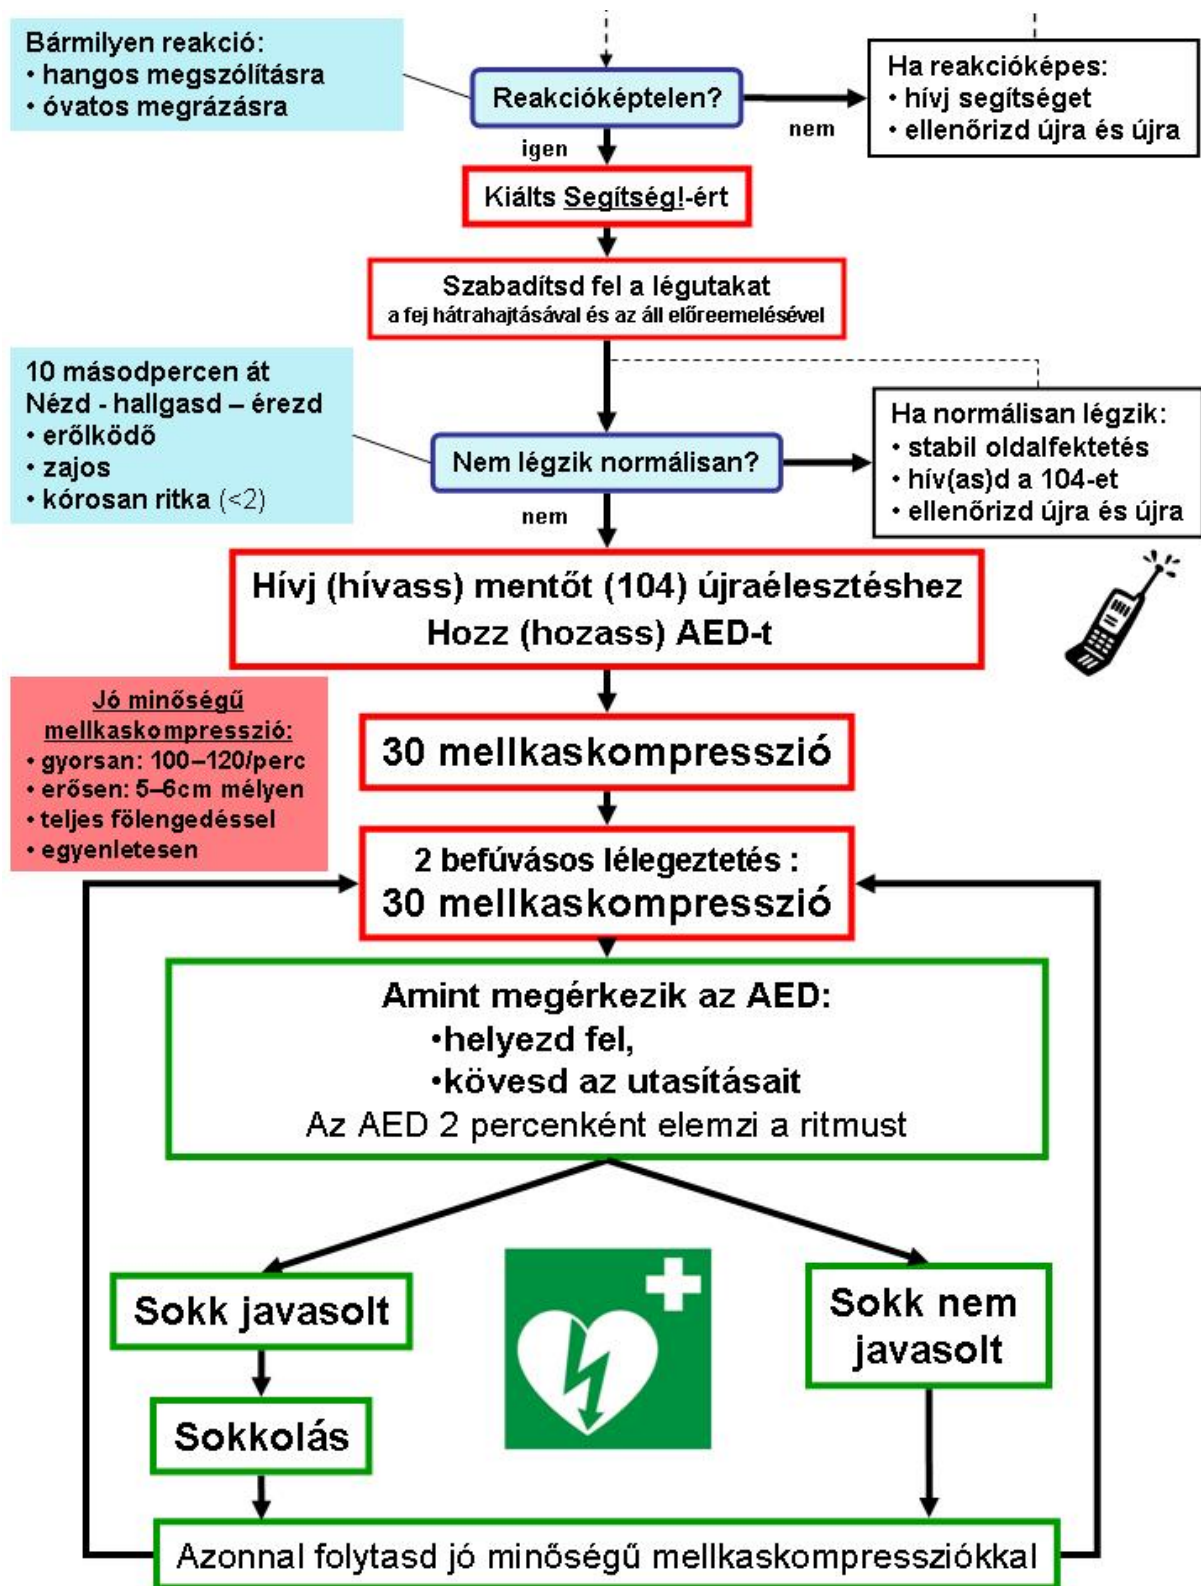 Bármilyen reakció:
• hangos megszólításra
• óvatos megrázásra
Reakcióképtelen?
nem
Ha reakcióképes:
• hívj segítséget
• ellenőrizd újra és újra
igen
Kiálts Segítség!-ért
Szabadítsd fel a légutakat
a fej hátrahajtásával és az áll előreemelésével
10 másodpercen át
Nézd - hallgasd – érezd
• erőlködő
• zajos
• kórosan ritka (<2)
Nem légzik normálisan?
Ha normálisan légzik:
• stabil oldalfektetés
• hív(as)d a 104-et
• ellenőrizd újra és újra
nem
Hívj (hívass) mentőt (104) újraélesztéshez
Hozz (hozass) AED-t
Jó minőségű
mellkaskompresszió:
• gyorsan: 100–120/perc
• erősen: 5–6cm mélyen
• teljes fölengedéssel
• egyenletesen
30 mellkaskompresszió
2 befúvásos lélegeztetés :
30 mellkaskompresszió
Amint megérkezik az AED:
•helyezd fel,
•kövesd az utasításait
Az AED 2 percenként elemzi a ritmust
Sokk javasolt
Sokk nem
javasolt
Sokkolás
Azonnal folytasd jó minőségű mellkaskompressziókkal